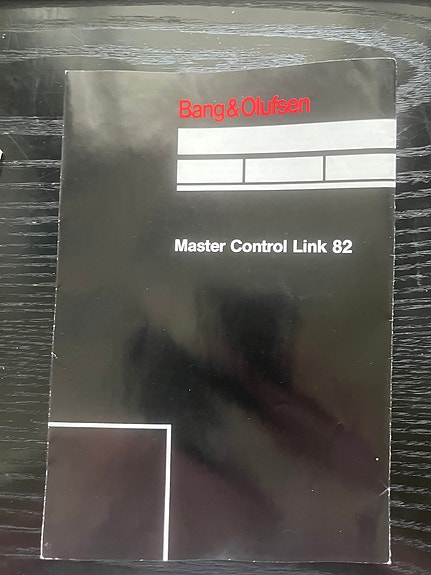 Bang&Olufsen
Master Control Link 82